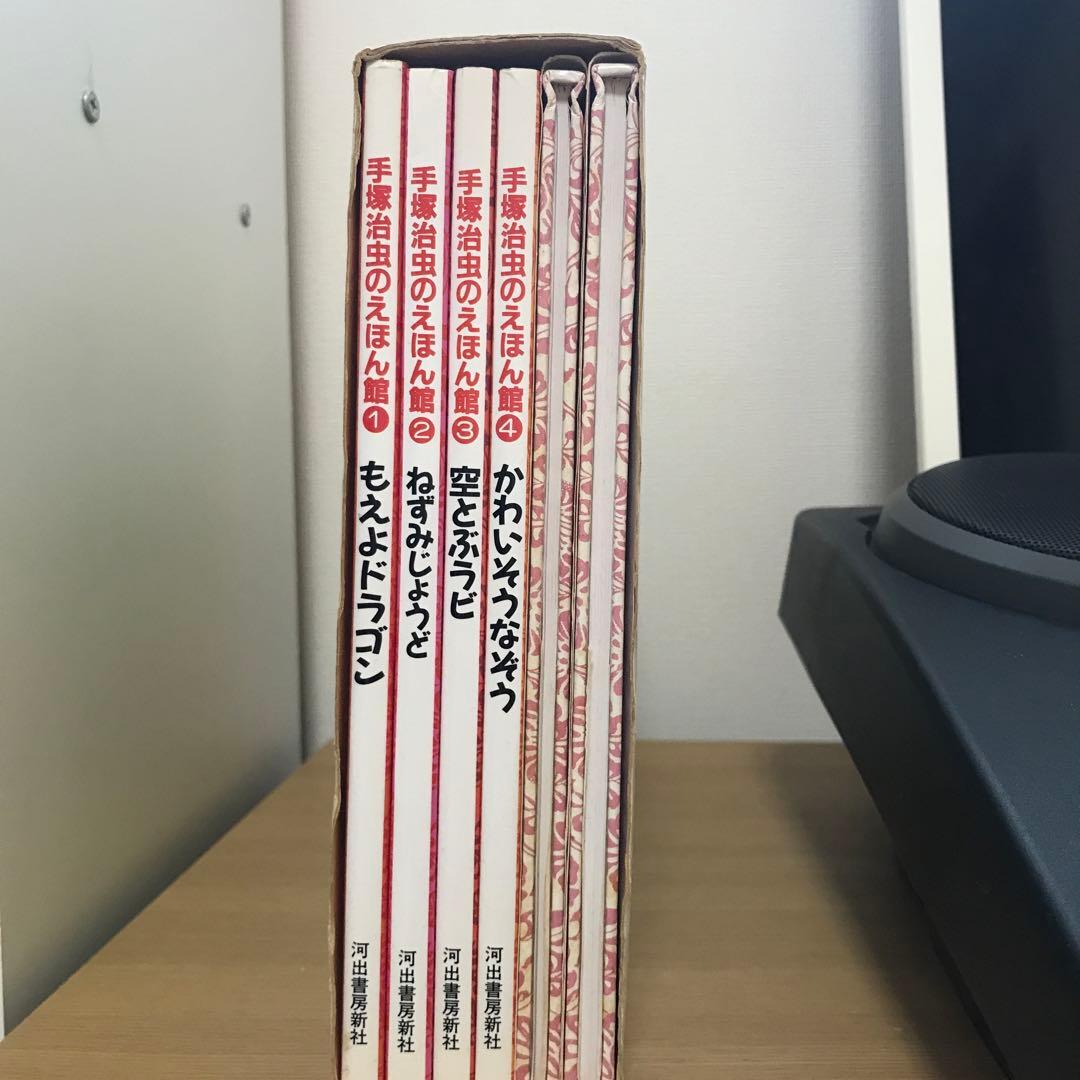 手塚治虫のえほん館1
もえよドラゴン
河出書房新社
手塚治虫のえほん館2
ねずみじょうど
河出書房新社
手塚治虫のえほん館3
空とぶラビ
河出書房新社
手塚治虫のえほん館4
かわいそうなぞう
河出書房新社